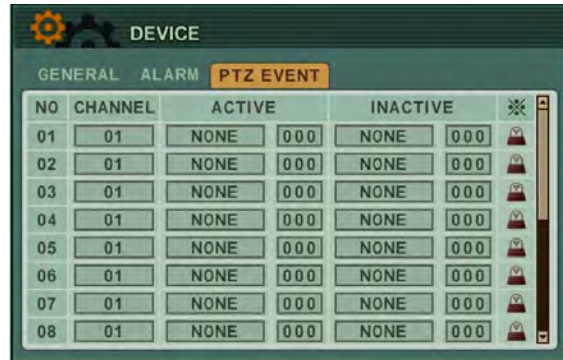 DEVICE
GENERAL ALARM PTZ EVENT
NO CHANNEL ACTIVE INACTIVE
01 01 NONE 000 NONE 000
02 01 NONE 000 NONE 000
03 01 NONE 000 NONE 000
04 01 NONE 000 NONE 000
05 01 NONE 000 NONE 000
06 01 NONE 000 NONE 000
07 01 NONE 000 NONE 000
08 01 NONE 000 NONE 000